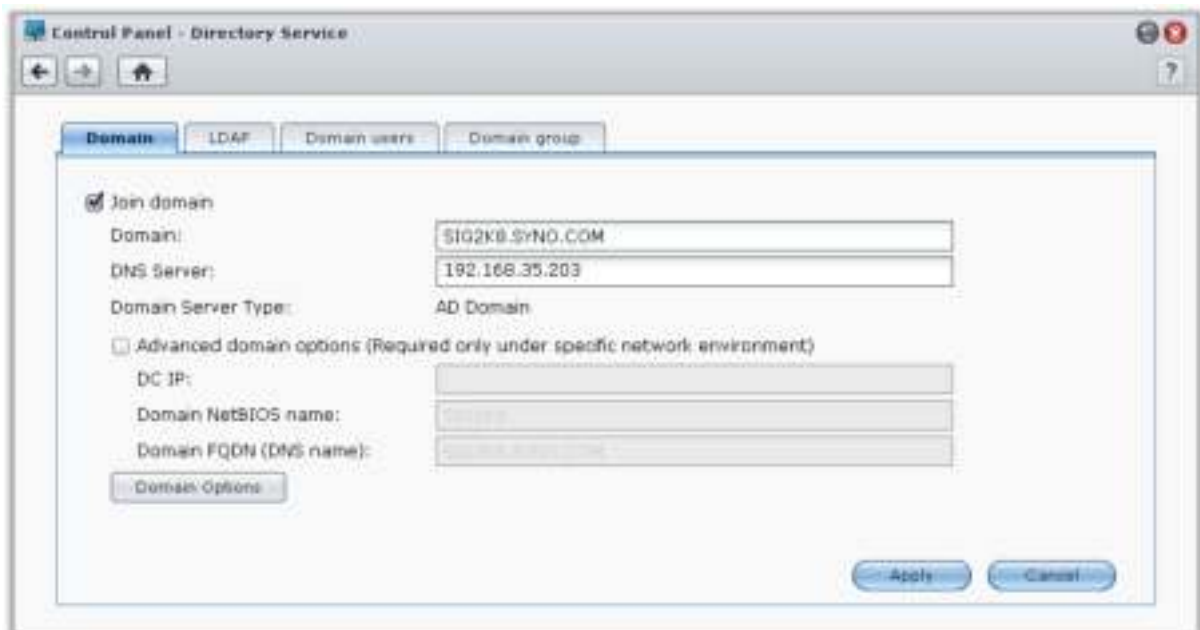 Control Panel - Directory Service
?
Domain LDAP Domain users Domain group
Join domain
Domain: SIG2K8.SYNO.COM
DNS Server: 192.168.35.203
Domain Server Type: AD Domain
Advanced domain options (Required only under specific network environment)
DC IP:
Domain NetBIOS name:
Domain FQDN (DNS name):
Domain Options
Apply Cancel